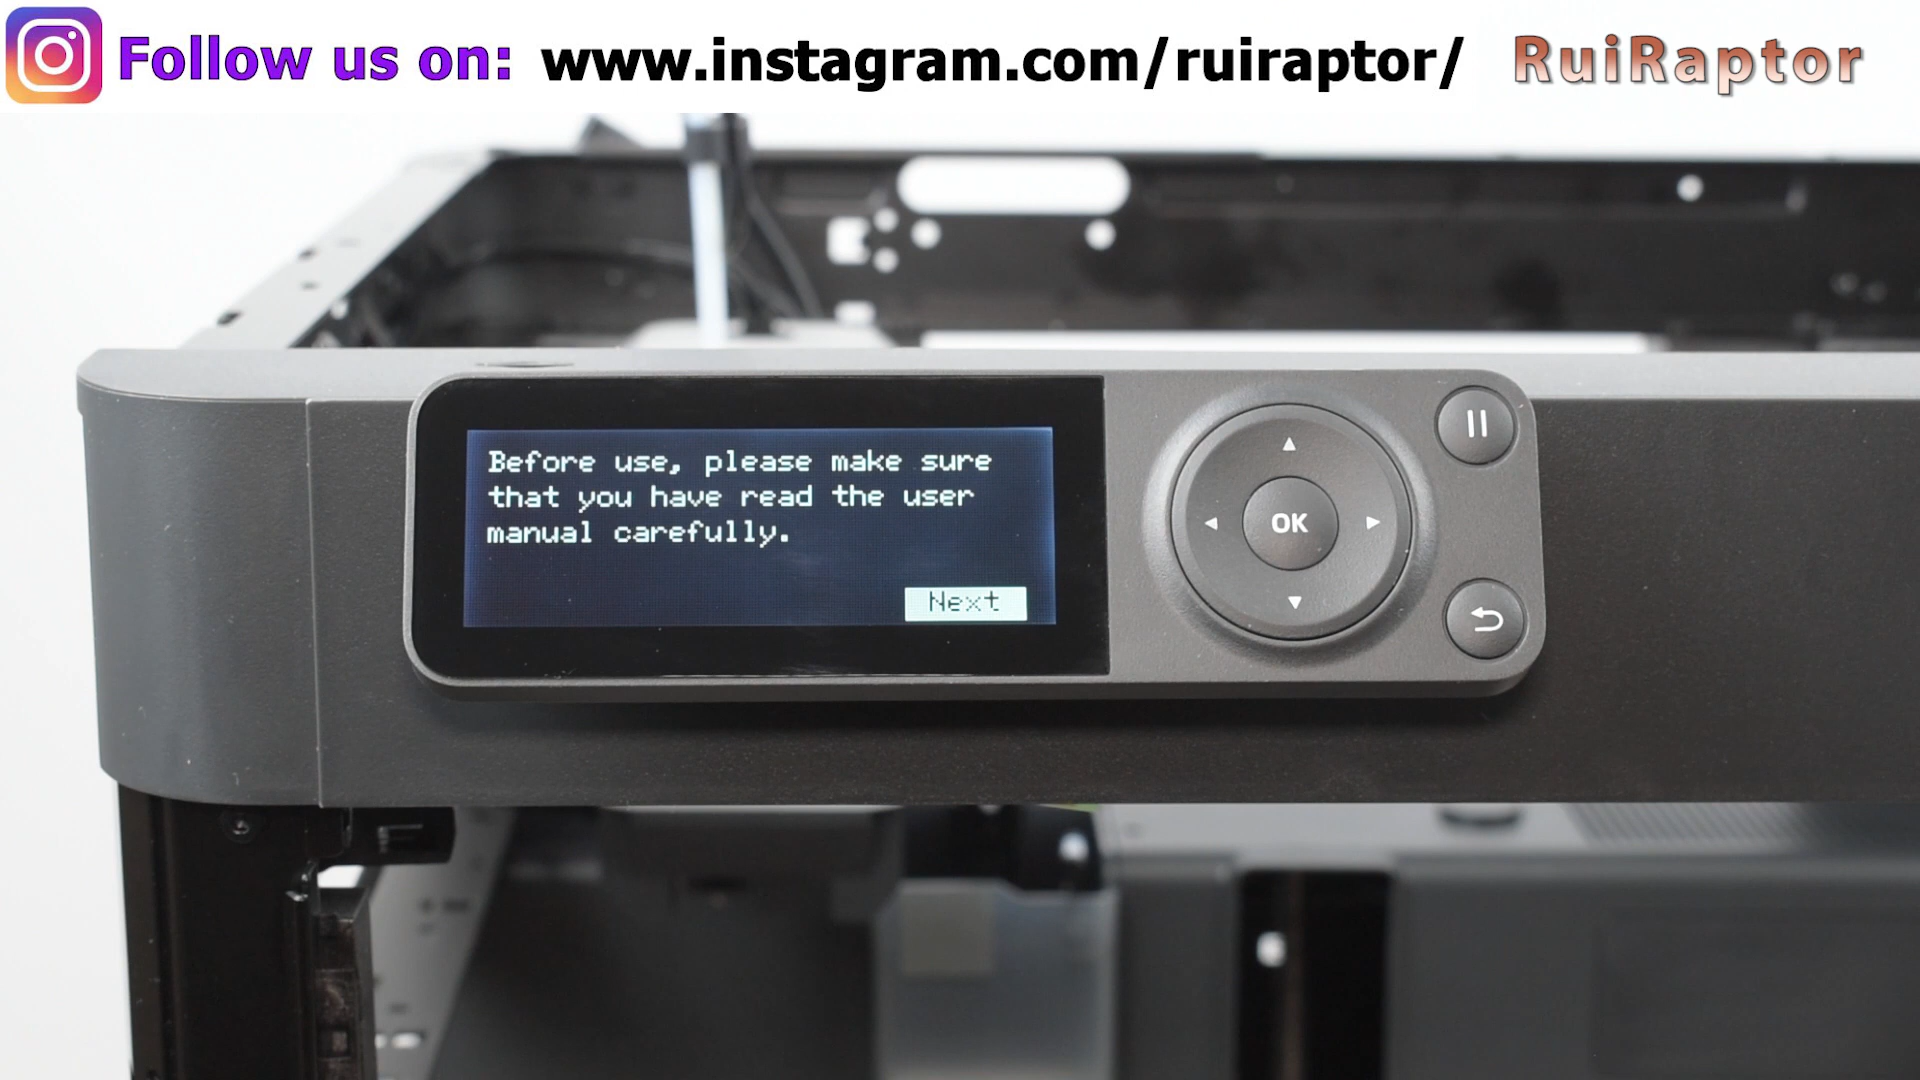 Follow us on: www.instagram.com/ruiraptor/ RuiRaptor
Before use, please make sure
that you have read the user
manual carefully.
Next
OK